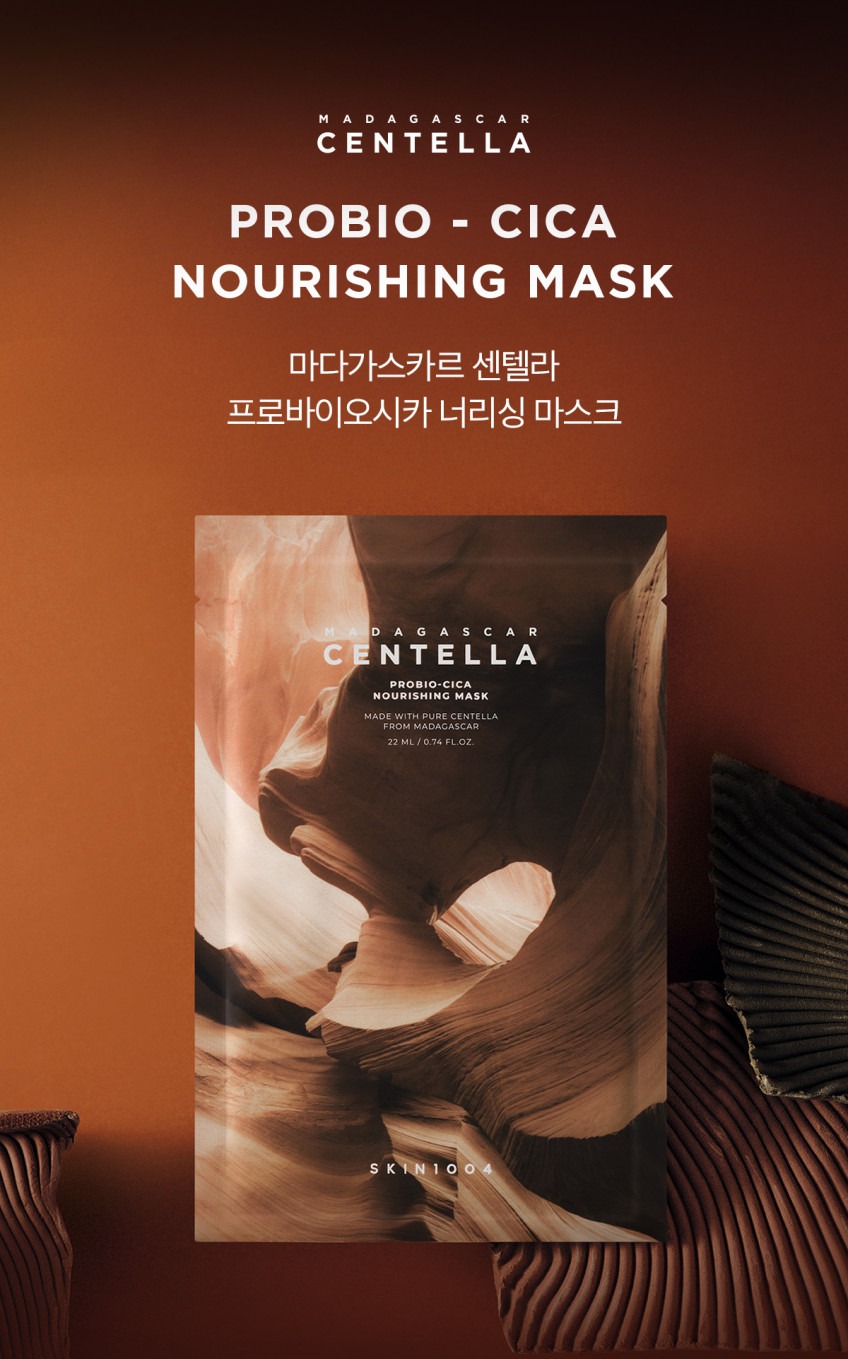 MADAGASCAR
CENTELLA
PROBIO - CICA
NOURISHING MASK
마다가스카르 센텔라
프로바이오시카 너리싱 마스크
MADAGASCAR
CENTELLA
PROBIO-CICA
NOURISHING MASK
MADE WITH PURE CENTELLA
FROM MADAGASCAR
22 ML / 0.74 FL.OZ.
SKIN1004